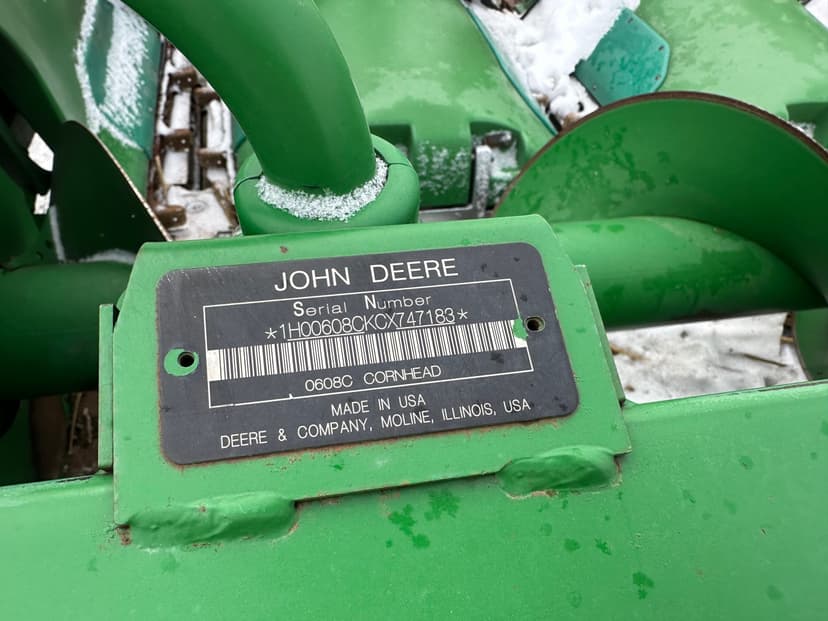 JOHN DEERE
Serial Number
*1H00608CKCX747183*
0608C CORNHEAD
MADE IN USA
DEERE & COMPANY, MOLINE, ILLINOIS, USA